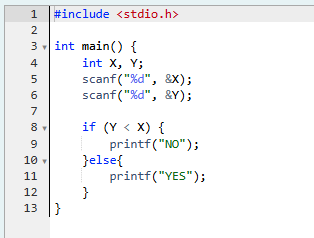 1 #include <stdio.h>
2
3 int main() {
4     int X, Y;
5     scanf("%d", &X);
6     scanf("%d", &Y);
7
8     if (Y < X) {
9         printf("NO");
10     }else{
11         printf("YES");
12     }
13 }